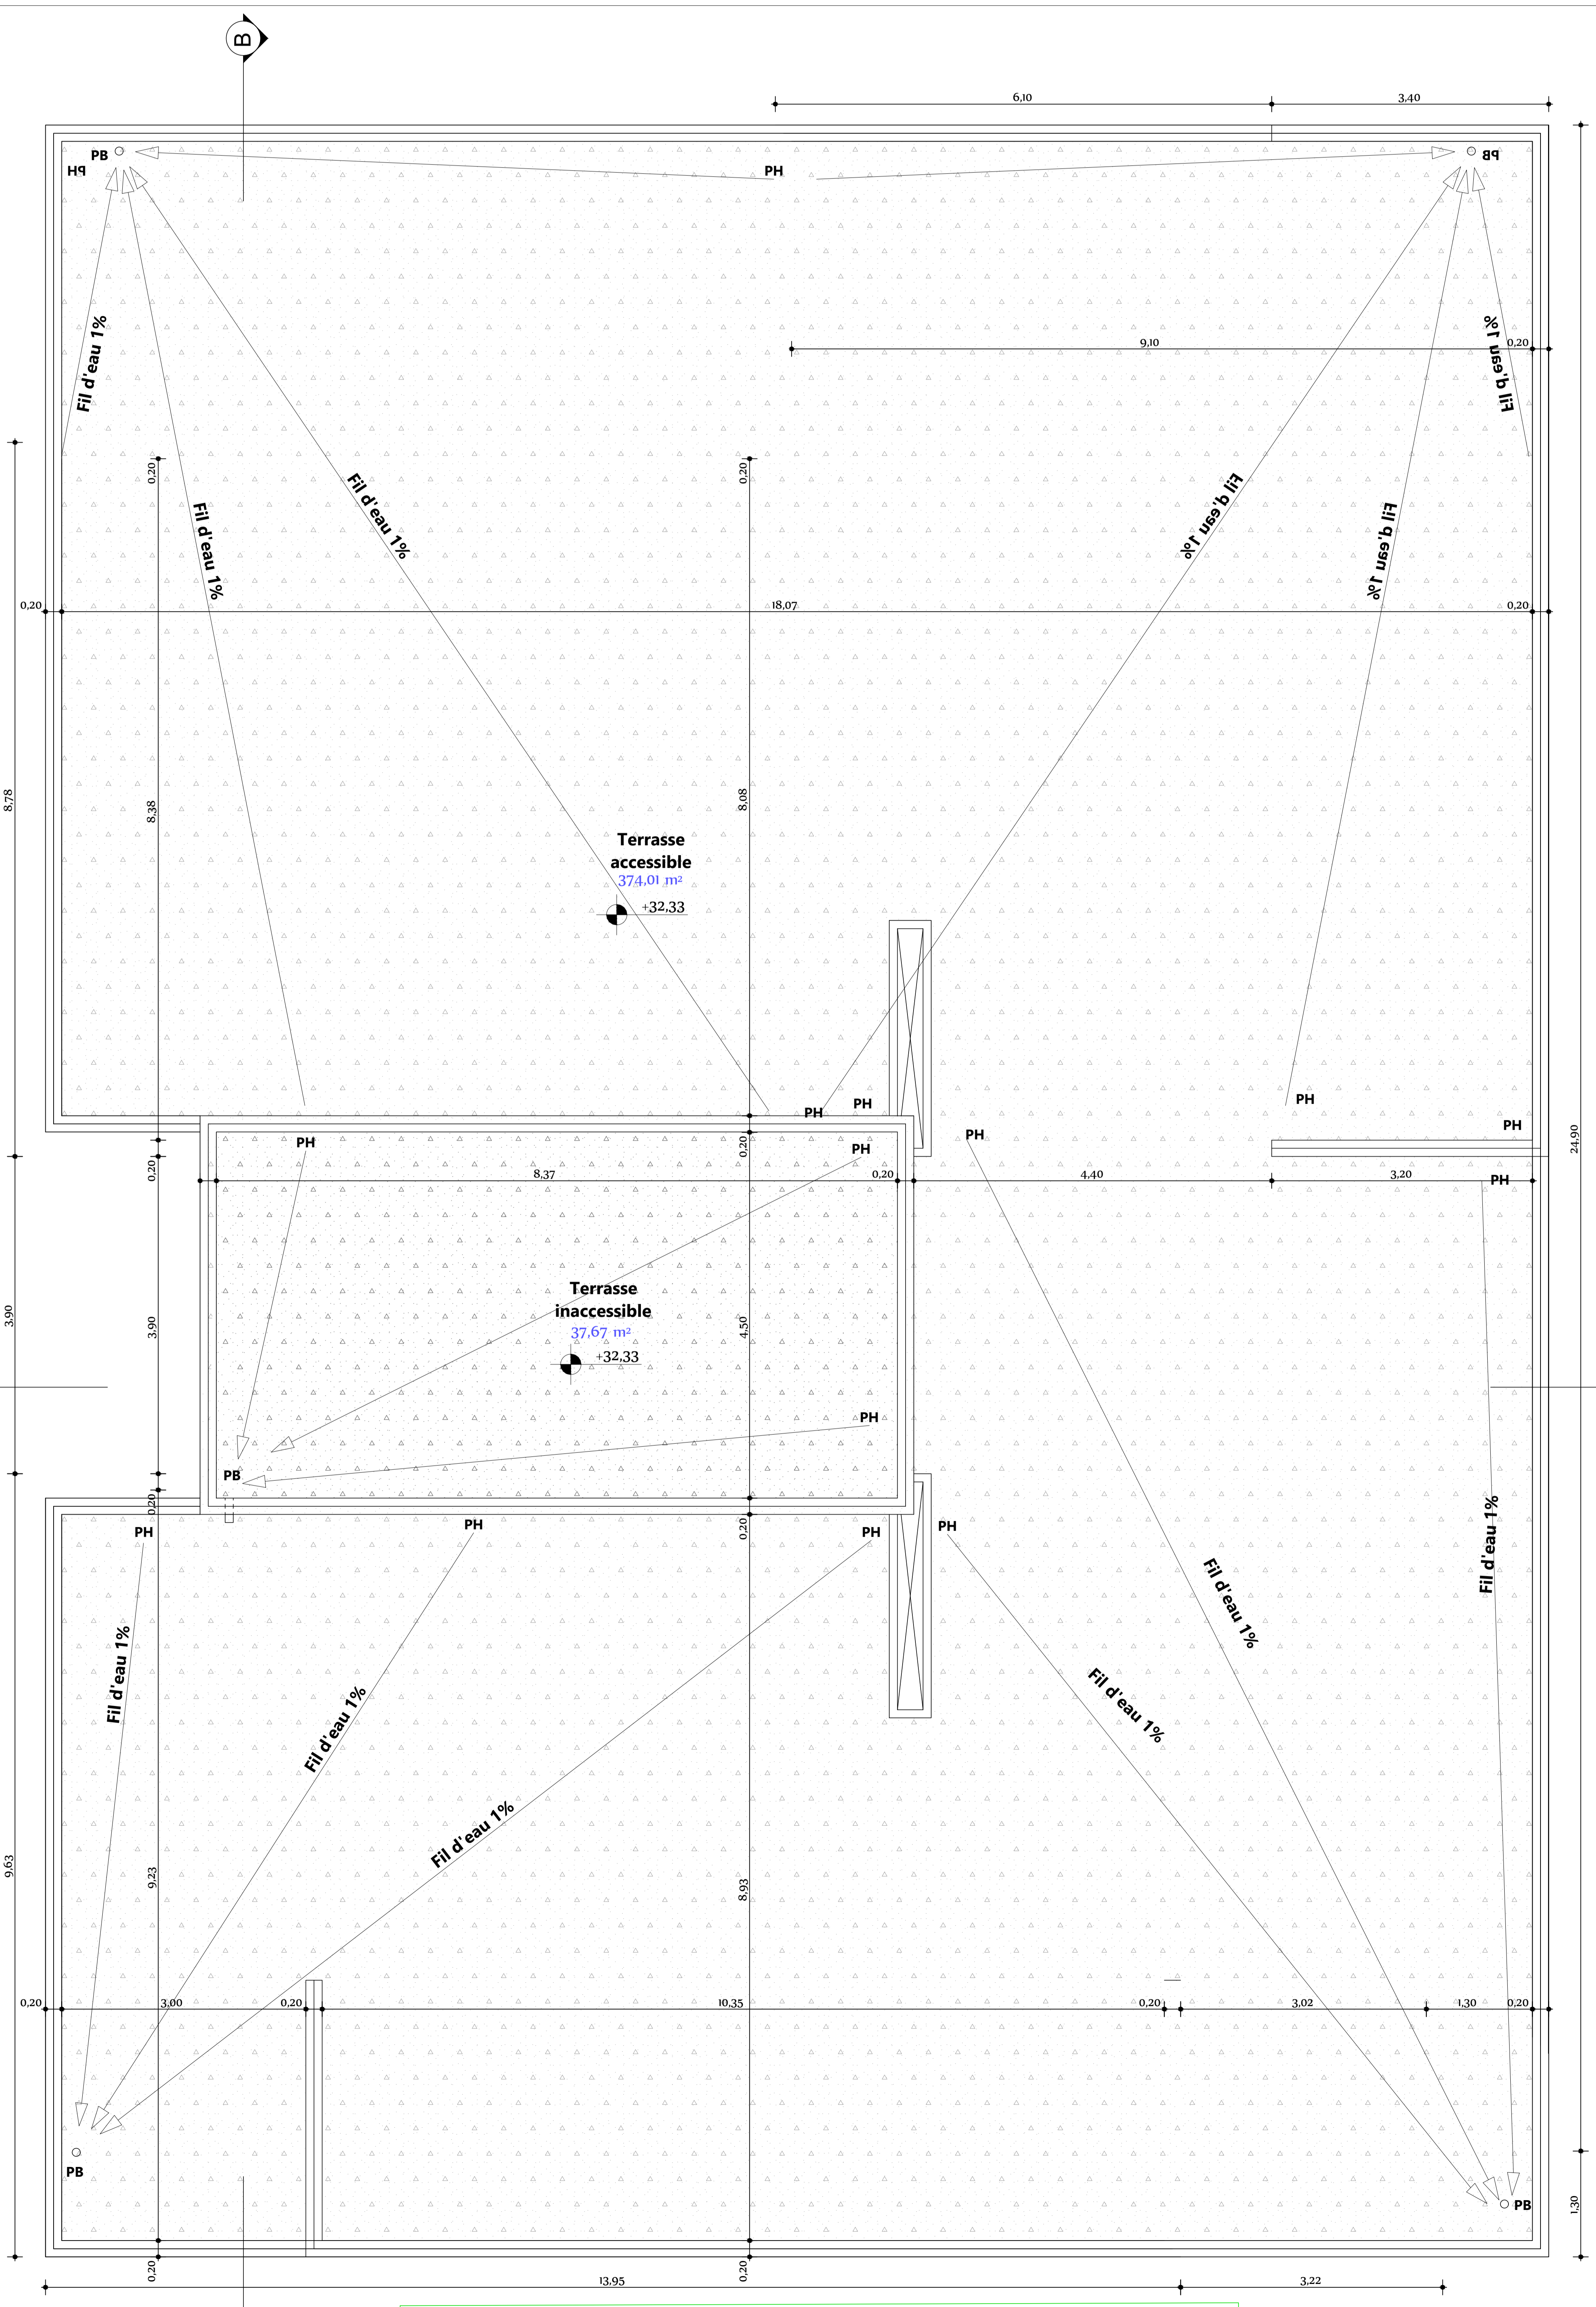 B
6,10
3,40
PB
PH
PH
PB
Fil d'eau 1%
Fil d'eau 1%
9,10
0,20
0,20
0,20
Fil d'eau 1%
Fil d'eau 1%
Fil d'eau 1%
Fil d'eau 1%
0,20
18,07
0,20
8,78
8,38
8,08
Terrasse
accessible
374,01 m²
+32,33
PH
PH
PH
PH
PH
PH
PH
PH
24,90
0,20
0,20
8,37
0,20
4,40
3,20
PH
Terrasse
inaccessible
37,67 m²
+32,33
3,90
3,90
4,50
PH
PB
0,20
0,20
PH
PH
PH
PH
Fil d'eau 1%
Fil d'eau 1%
Fil d'eau 1%
Fil d'eau 1%
Fil d'eau 1%
Fil d'eau 1%
9,63
9,23
8,93
0,20
3,00
0,20
10,35
0,20
3,02
1,30
0,20
PB
PB
1,30
0,20
0,20
13,95
3,22